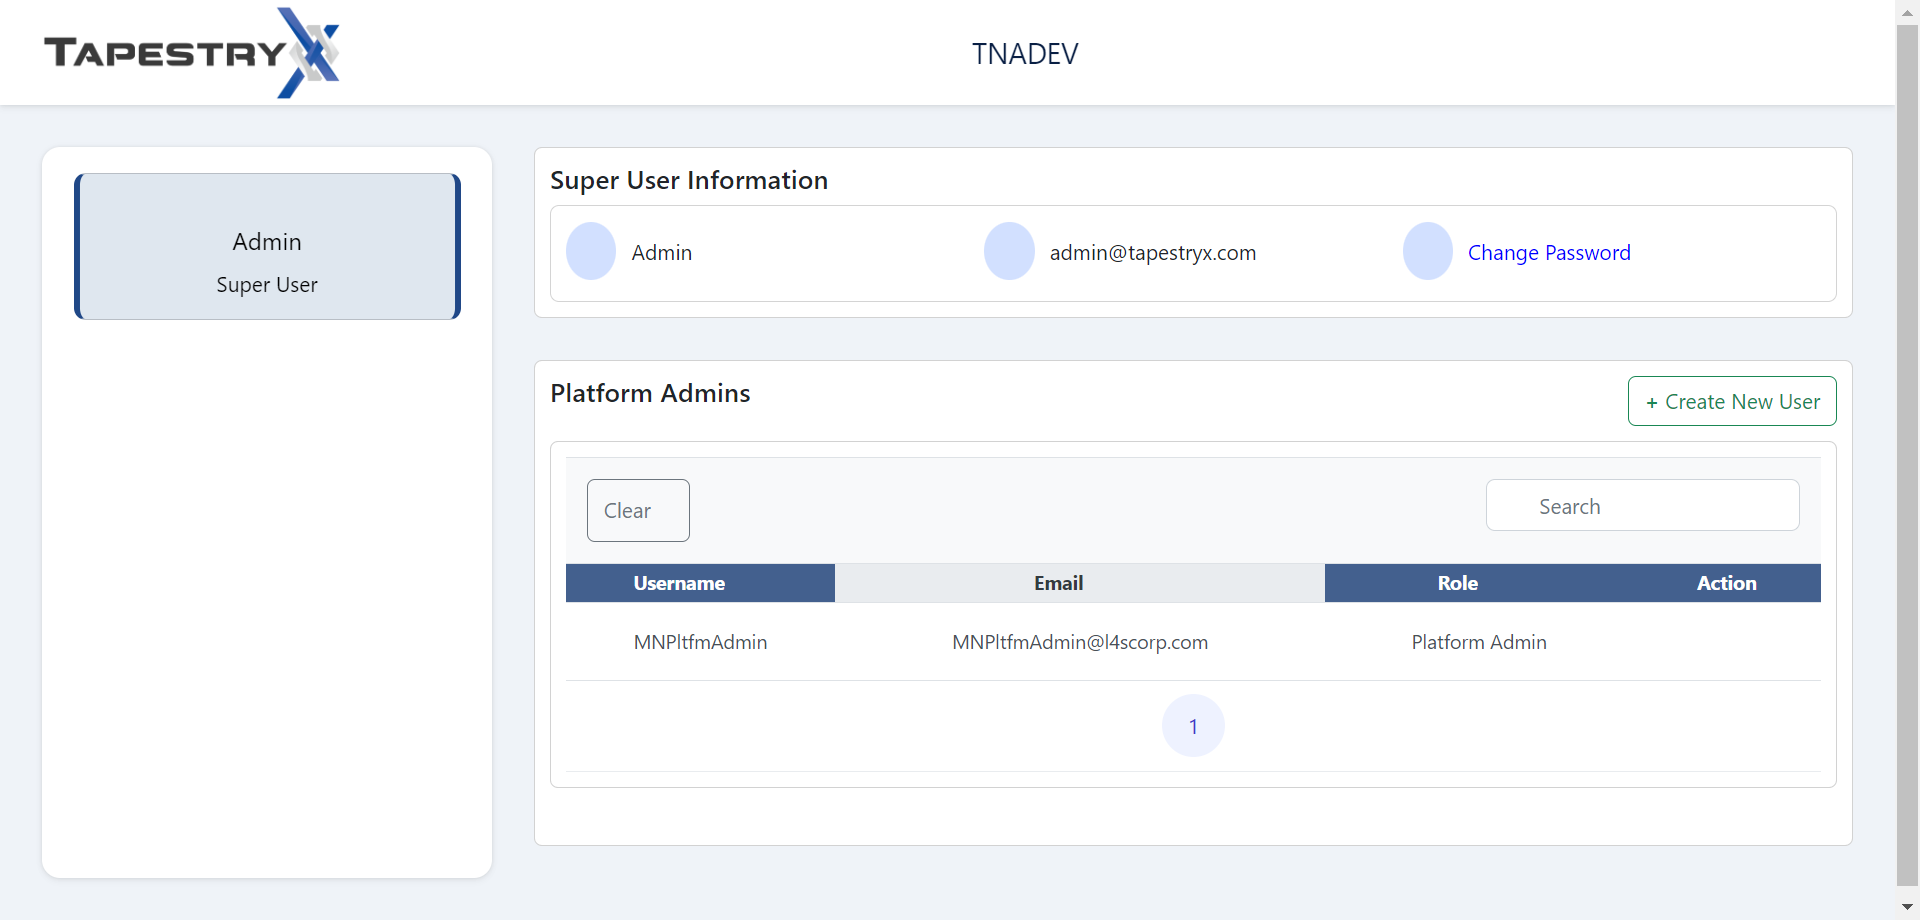 TAPESTRYX
TNADEV
Admin
Super User
Super User Information
Admin
admin@tapestryx.com
Change Password
Platform Admins
+ Create New User
Clear
Search
Username Email Role Action
MNPltfmAdmin MNPltfmAdmin@l4scorp.com Platform Admin
1